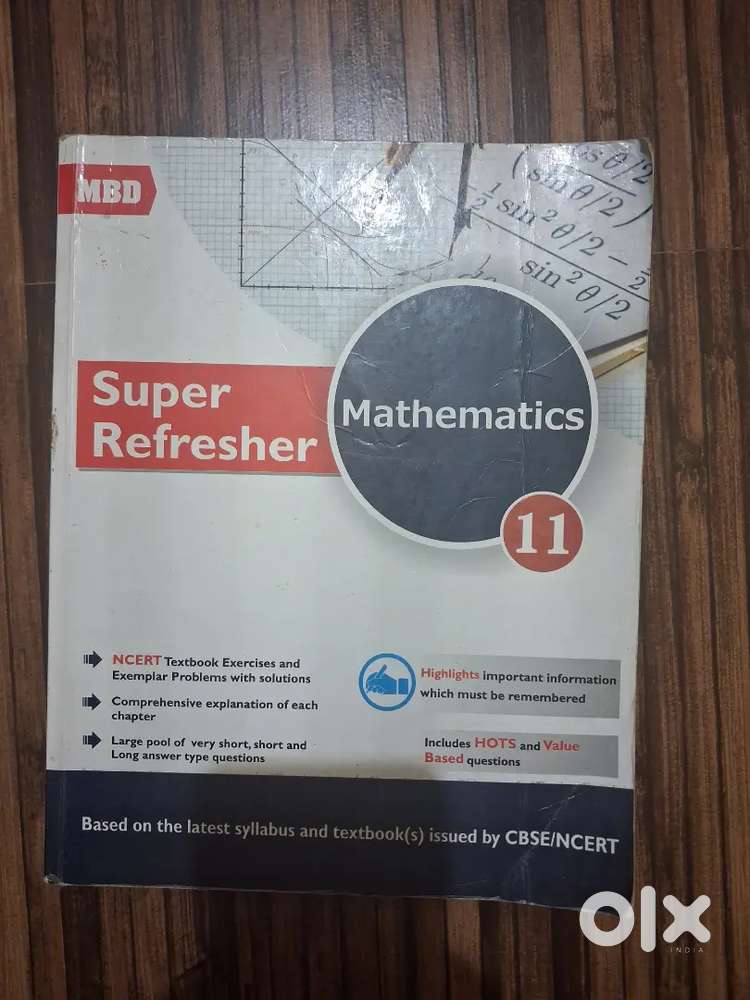 MBD
Super
Refresher
Mathematics
11
NCERT Textbook Exercises and
Exemplar Problems with solutions
Comprehensive explanation of each
chapter
Large pool of very short, short and
Long answer type questions
Highlights important information
which must be remembered
Includes HOTS and Value
Based questions
Based on the latest syllabus and textbook(s) issued by CBSE/NCERT
sin θ/2)
1/2 sin² θ/2 −
sin² θ/2
olx
INDIA